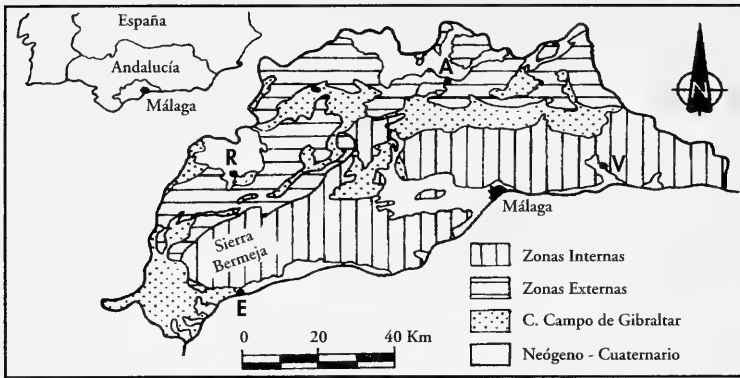 España
Andalucía
Málaga
A
N
R
V
Málaga
Sierra
Bermeja
E
Zonas Internas
Zonas Externas
C. Campo de Gibraltar
Neógeno - Cuaternario
0 20 40 Km